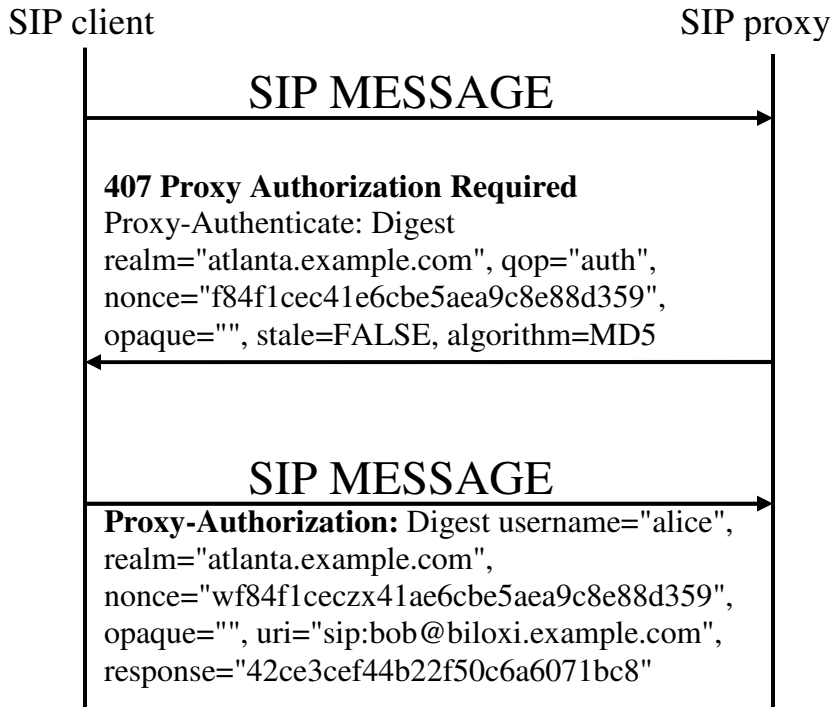 SIP client
SIP proxy
SIP MESSAGE
407 Proxy Authorization Required
Proxy-Authenticate: Digest
realm="atlanta.example.com", qop="auth",
nonce="f84f1cec41e6cbe5aea9c8e88d359",
opaque="", stale=FALSE, algorithm=MD5
SIP MESSAGE
Proxy-Authorization: Digest username="alice",
realm="atlanta.example.com",
nonce="wf84f1ceczx41ae6cbe5aea9c8e88d359",
opaque="", uri="sip:bob@biloxi.example.com",
response="42ce3cef44b22f50c6a6071bc8"